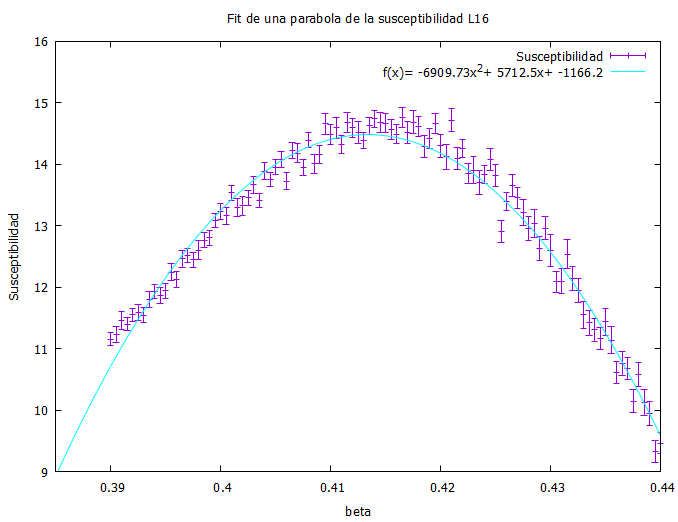 Fit de una parabola de la susceptibilidad L16
Susceptibilidad
f(x)= -6909.73x²+ 5712.5x+ -1166.2
Susceptibilidad
16
15
14
13
12
11
10
9
0.39 0.4 0.41 0.42 0.43 0.44
beta